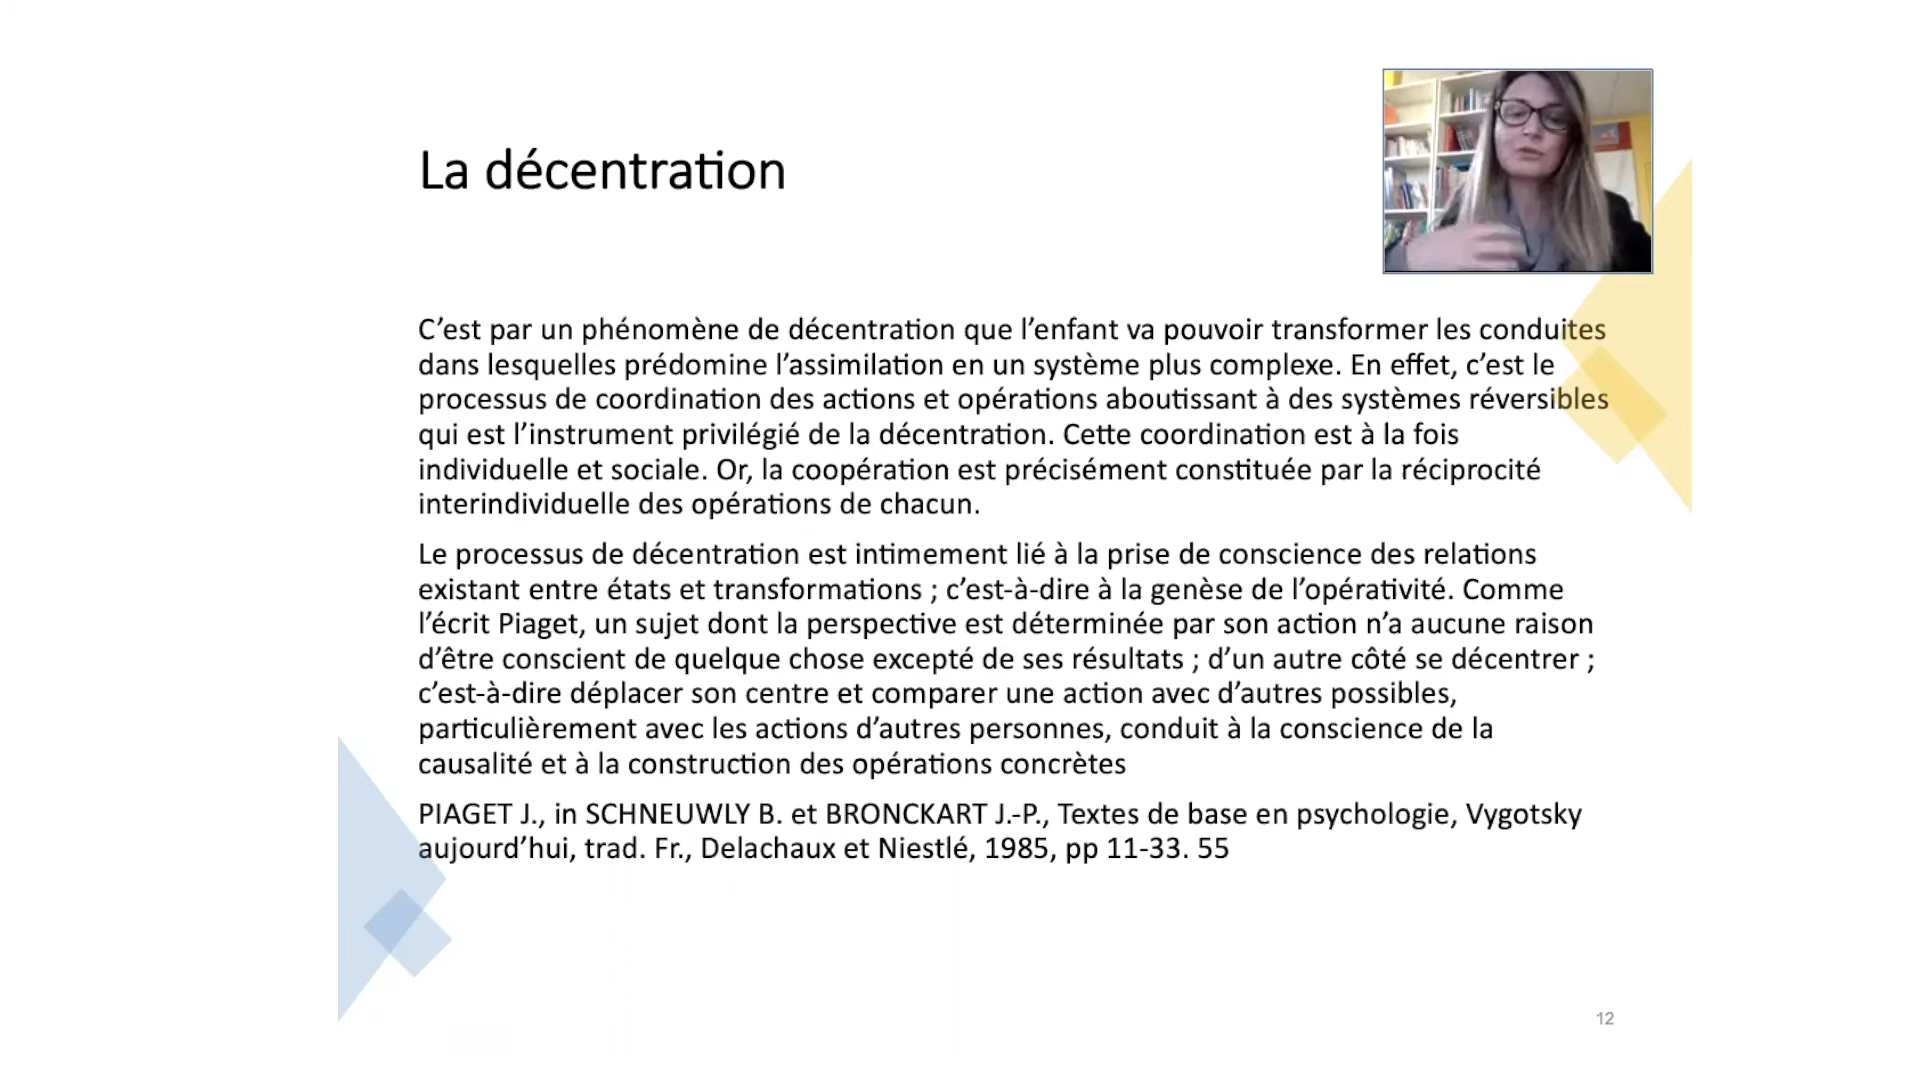 La décentration
C’est par un phénomène de décentration que l’enfant va pouvoir transformer les conduites
dans lesquelles prédomine l’assimilation en un système plus complexe. En effet, c’est le
processus de coordination des actions et opérations aboutissant à des systèmes réversibles
qui est l’instrument privilégié de la décentration. Cette coordination est à la fois
individuelle et sociale. Or, la coopération est précisément constituée par la réciprocité
interindividuelle des opérations de chacun.
Le processus de décentration est intimement lié à la prise de conscience des relations
existant entre états et transformations ; c’est-à-dire à la genèse de l’opérativité. Comme
l’écrit Piaget, un sujet dont la perspective est déterminée par son action n’a aucune raison
d’être conscient de quelque chose excepté de ses résultats ; d’un autre côté se décentrer ;
c’est-à-dire déplacer son centre et comparer une action avec d’autres possibles,
particulièrement avec les actions d’autres personnes, conduit à la conscience de la
causalité et à la construction des opérations concrètes
PIAGET J., in SCHNEUWLY B. et BRONCKART J.-P., Textes de base en psychologie, Vygotsky
aujourd’hui, trad. Fr., Delachaux et Niestlé, 1985, pp 11-33. 55
12